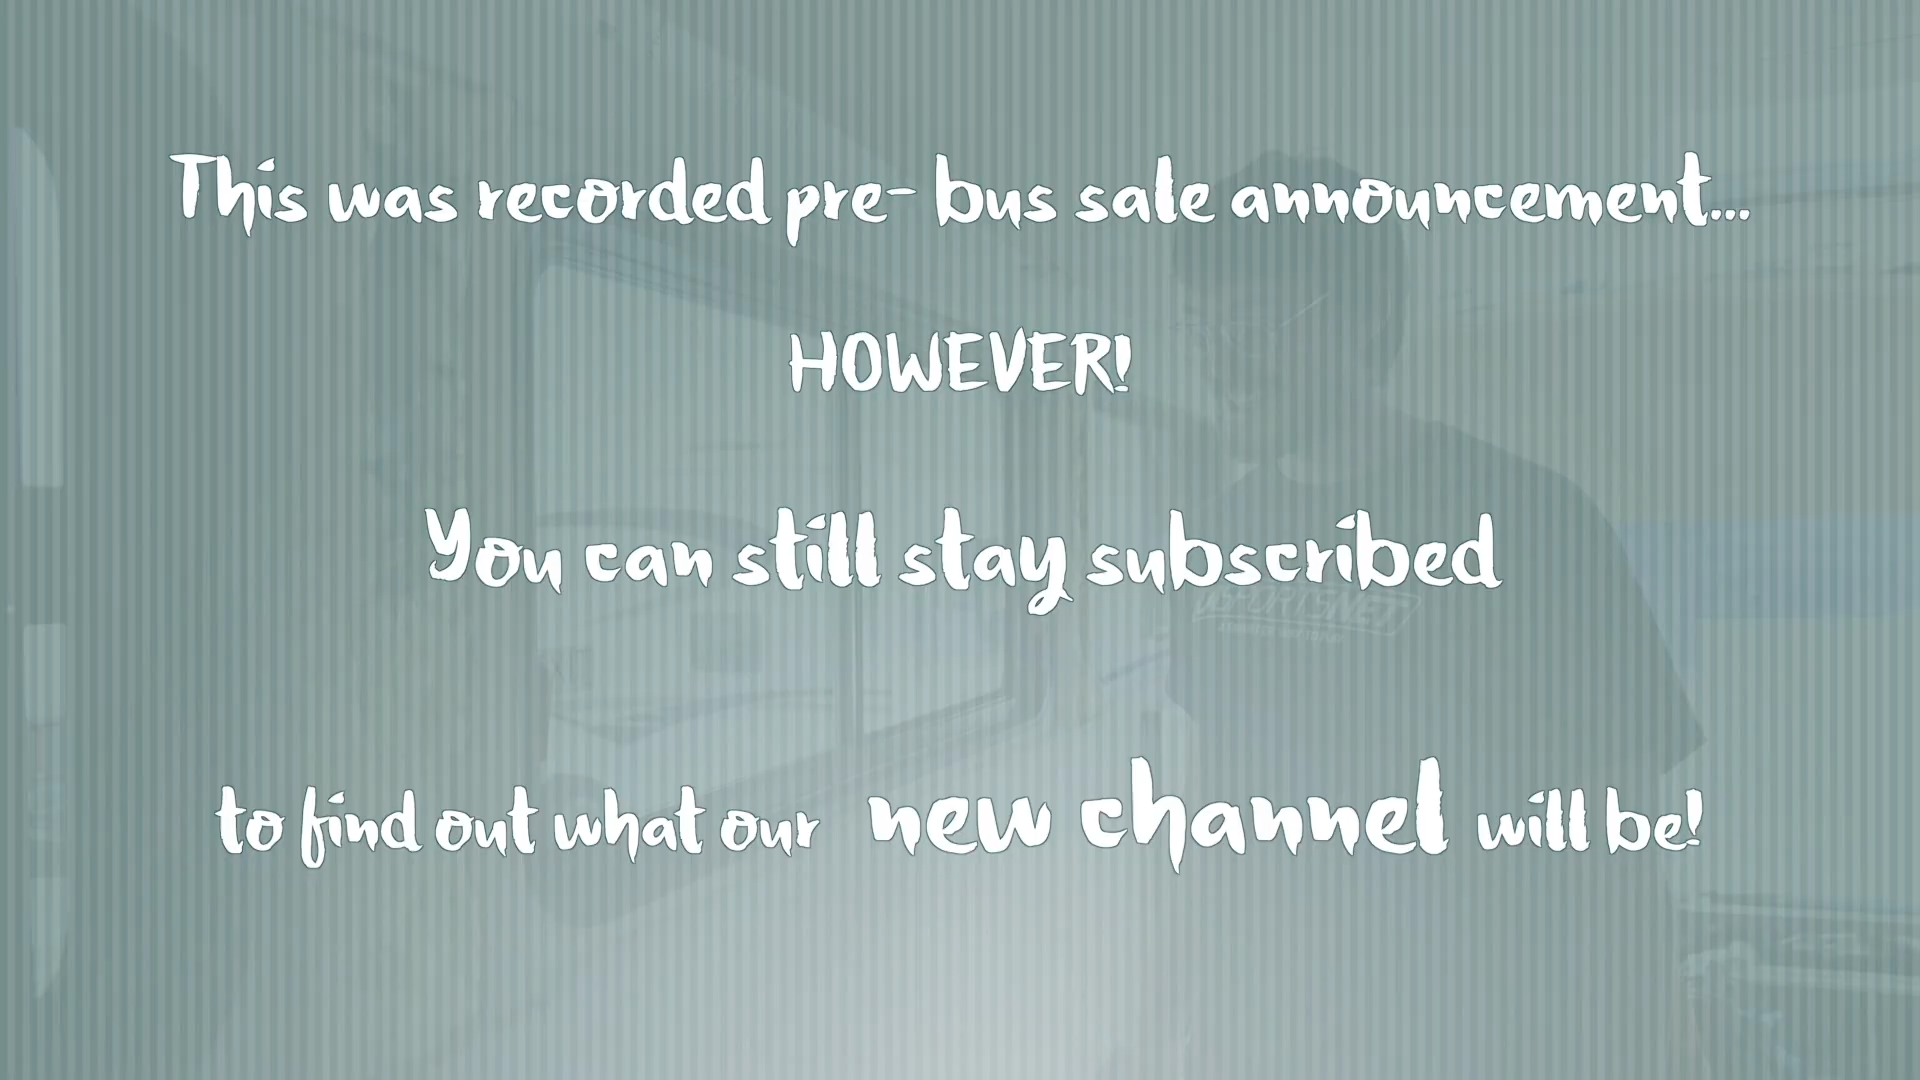 This was recorded pre- bus sale announcement...
HOWEVER!
You can still stay subscribed
to find out what our new channel will be!